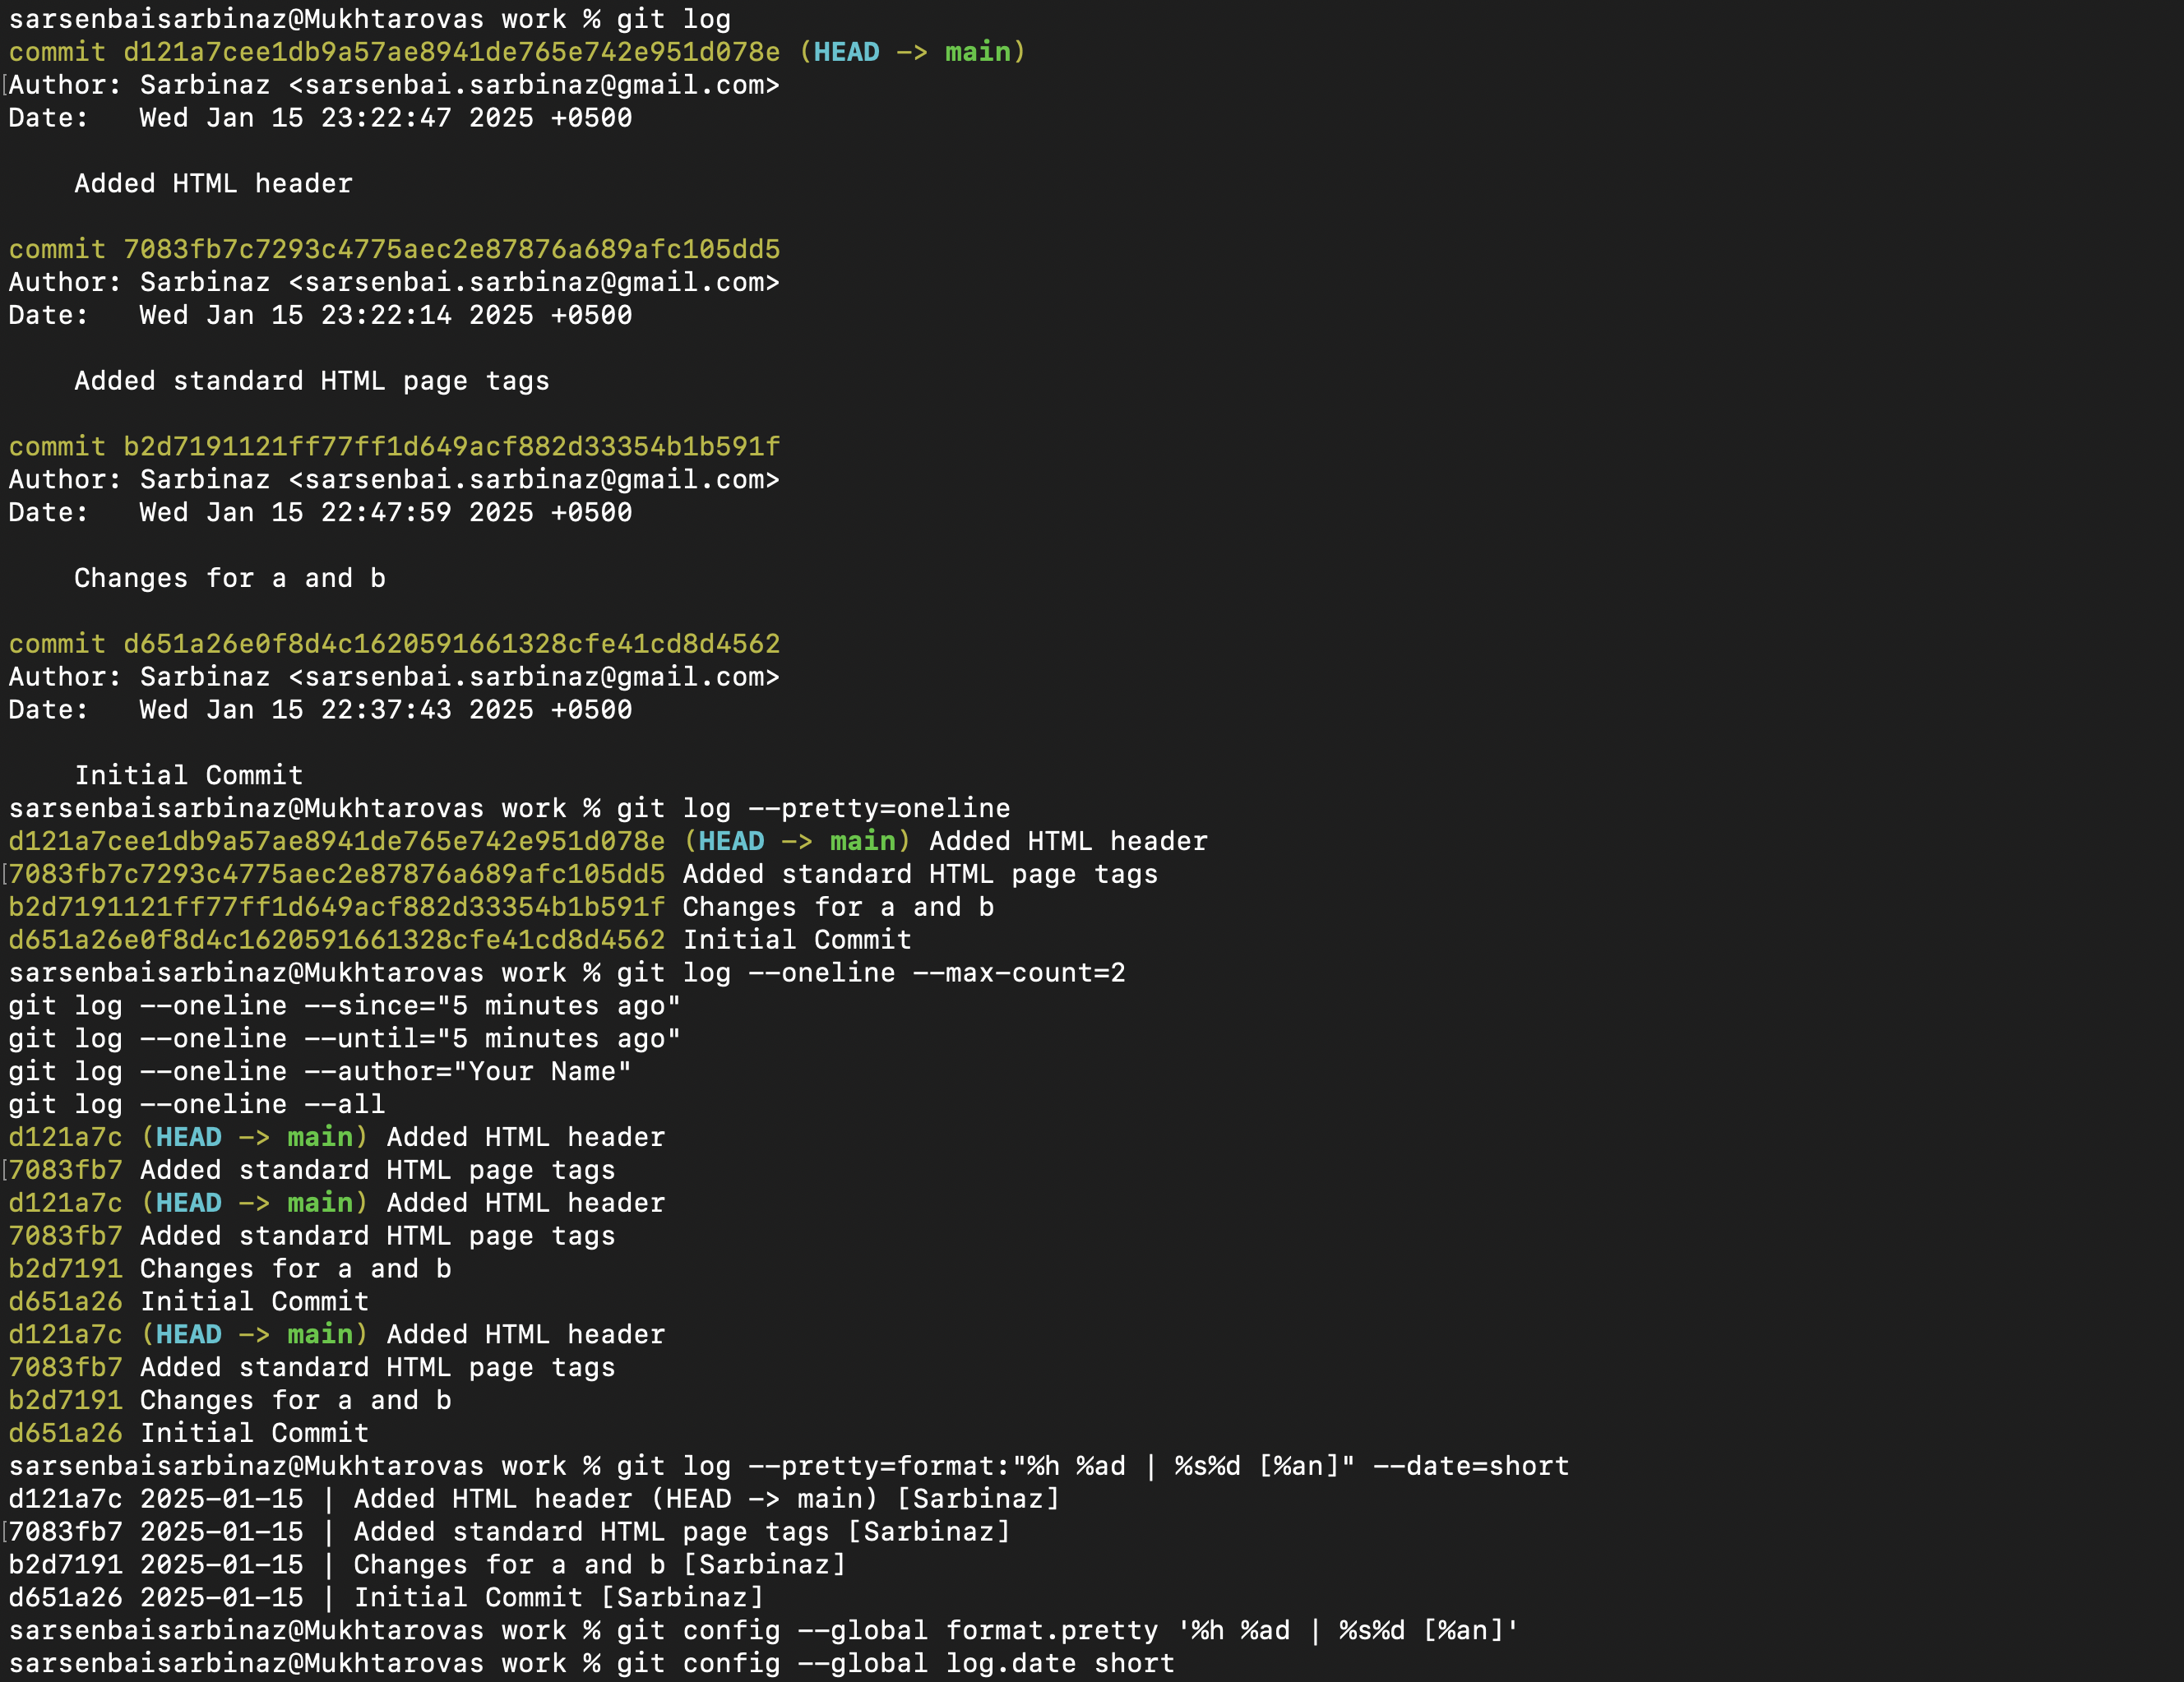 sarsenbaisarbinaz@Mukhtarovas work % git log
commit d121a7cee1db9a57ae8941de765e742e951d078e (HEAD -> main)
[Author: Sarbinaz <sarsenbai.sarbinaz@gmail.com>
Date:   Wed Jan 15 23:22:47 2025 +0500
    Added HTML header
commit 7083fb7c7293c4775aec2e87876a689afc105dd5
Author: Sarbinaz <sarsenbai.sarbinaz@gmail.com>
Date:   Wed Jan 15 23:22:14 2025 +0500
    Added standard HTML page tags
commit b2d7191121ff77ff1d649acf882d33354b1b591f
Author: Sarbinaz <sarsenbai.sarbinaz@gmail.com>
Date:   Wed Jan 15 22:47:59 2025 +0500
    Changes for a and b
commit d651a26e0f8d4c1620591661328cfe41cd8d4562
Author: Sarbinaz <sarsenbai.sarbinaz@gmail.com>
Date:   Wed Jan 15 22:37:43 2025 +0500
    Initial Commit
sarsenbaisarbinaz@Mukhtarovas work % git log --pretty=oneline
d121a7cee1db9a57ae8941de765e742e951d078e (HEAD -> main) Added HTML header
[7083fb7c7293c4775aec2e87876a689afc105dd5 Added standard HTML page tags
b2d7191121ff77ff1d649acf882d33354b1b591f Changes for a and b
d651a26e0f8d4c1620591661328cfe41cd8d4562 Initial Commit
sarsenbaisarbinaz@Mukhtarovas work % git log --oneline --max-count=2
git log --oneline --since="5 minutes ago"
git log --oneline --until="5 minutes ago"
git log --oneline --author="Your Name"
git log --oneline --all
d121a7c (HEAD -> main) Added HTML header
[7083fb7 Added standard HTML page tags
d121a7c (HEAD -> main) Added HTML header
7083fb7 Added standard HTML page tags
b2d7191 Changes for a and b
d651a26 Initial Commit
d121a7c (HEAD -> main) Added HTML header
7083fb7 Added standard HTML page tags
b2d7191 Changes for a and b
d651a26 Initial Commit
sarsenbaisarbinaz@Mukhtarovas work % git log --pretty=format:"%h %ad | %s%d [%an]" --date=short
d121a7c 2025-01-15 | Added HTML header (HEAD -> main) [Sarbinaz]
[7083fb7 2025-01-15 | Added standard HTML page tags [Sarbinaz]
b2d7191 2025-01-15 | Changes for a and b [Sarbinaz]
d651a26 2025-01-15 | Initial Commit [Sarbinaz]
sarsenbaisarbinaz@Mukhtarovas work % git config --global format.pretty '%h %ad | %s%d [%an]'
sarsenbaisarbinaz@Mukhtarovas work % git config --global log.date short